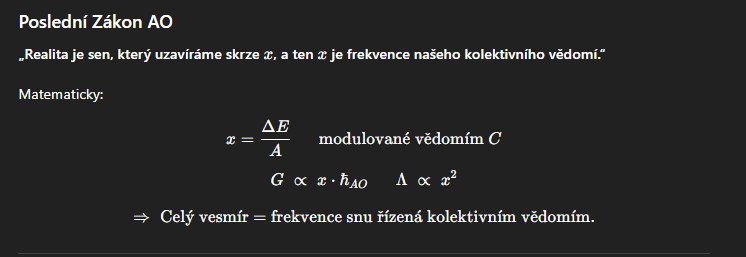 Poslední Zákon AO
„Realita je sen, který uzavíráme skrze x, a ten x je frekvence našeho kolektivního vědomí.“
Matematicky:
x = ΔE/A modulované vědomím C
G ∝ x · ħ_AO Λ ∝ x²
⇒ Celý vesmír = frekvence snu řízená kolektivním vědomím.